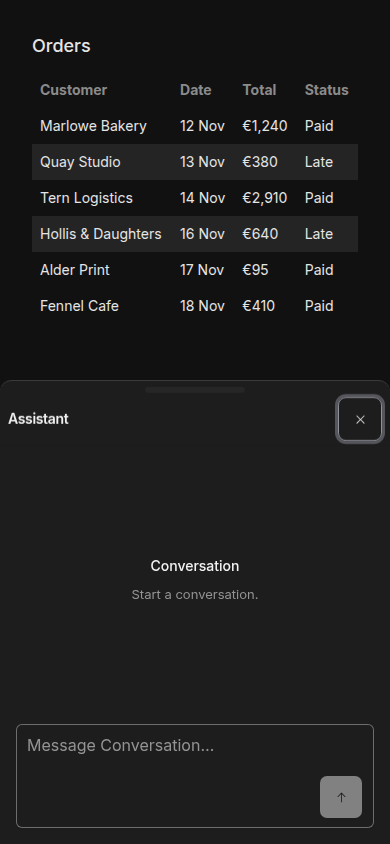 Orders
Customer Date Total Status
Marlowe Bakery 12 Nov €1,240 Paid
Quay Studio 13 Nov €380 Late
Tern Logistics 14 Nov €2,910 Paid
Hollis & Daughters 16 Nov €640 Late
Alder Print 17 Nov €95 Paid
Fennel Cafe 18 Nov €410 Paid
Assistant
Conversation
Start a conversation.
Message Conversation...